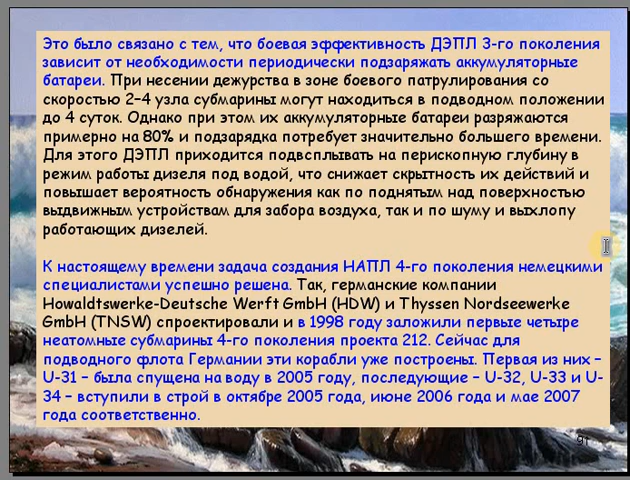 Это было связано с тем, что боевая эффективность ДЭПЛ 3-го поколения
зависит от необходимости периодически подзаряжать аккумуляторные
батареи. При несении дежурства в зоне боевого патрулирования со
скоростью 2–4 узла субмарины могут находиться в подводном положении
до 4 суток. Однако при этом их аккумуляторные батареи разряжаются
примерно на 80% и подзарядка потребует значительно большего времени.
Для этого ДЭПЛ приходится подвсплывать на перископную глубину в
режим работы дизеля под водой, что снижает скрытность их действий и
повышает вероятность обнаружения как по поднятым над поверхностью
выдвижным устройствам для забора воздуха, так и по шуму и выхлопу
работающих дизелей.
К настоящему времени задача создания НАПЛ 4-го поколения немецкими
специалистами успешно решена. Так, германские компании
Howaldtswerke-Deutsche Werft GmbH (HDW) и Thyssen Nordseewerke
GmbH (TNSW) спроектировали и в 1998 году заложили первые четыре
неатомные субмарины 4-го поколения проекта 212. Сейчас для
подводного флота Германии эти корабли уже построены. Первая из них –
U-31 – была спущена на воду в 2005 году, последующие – U-32, U-33 и U-
34 – вступили в строй в октябре 2005 года, июне 2006 года и мае 2007
года соответственно.